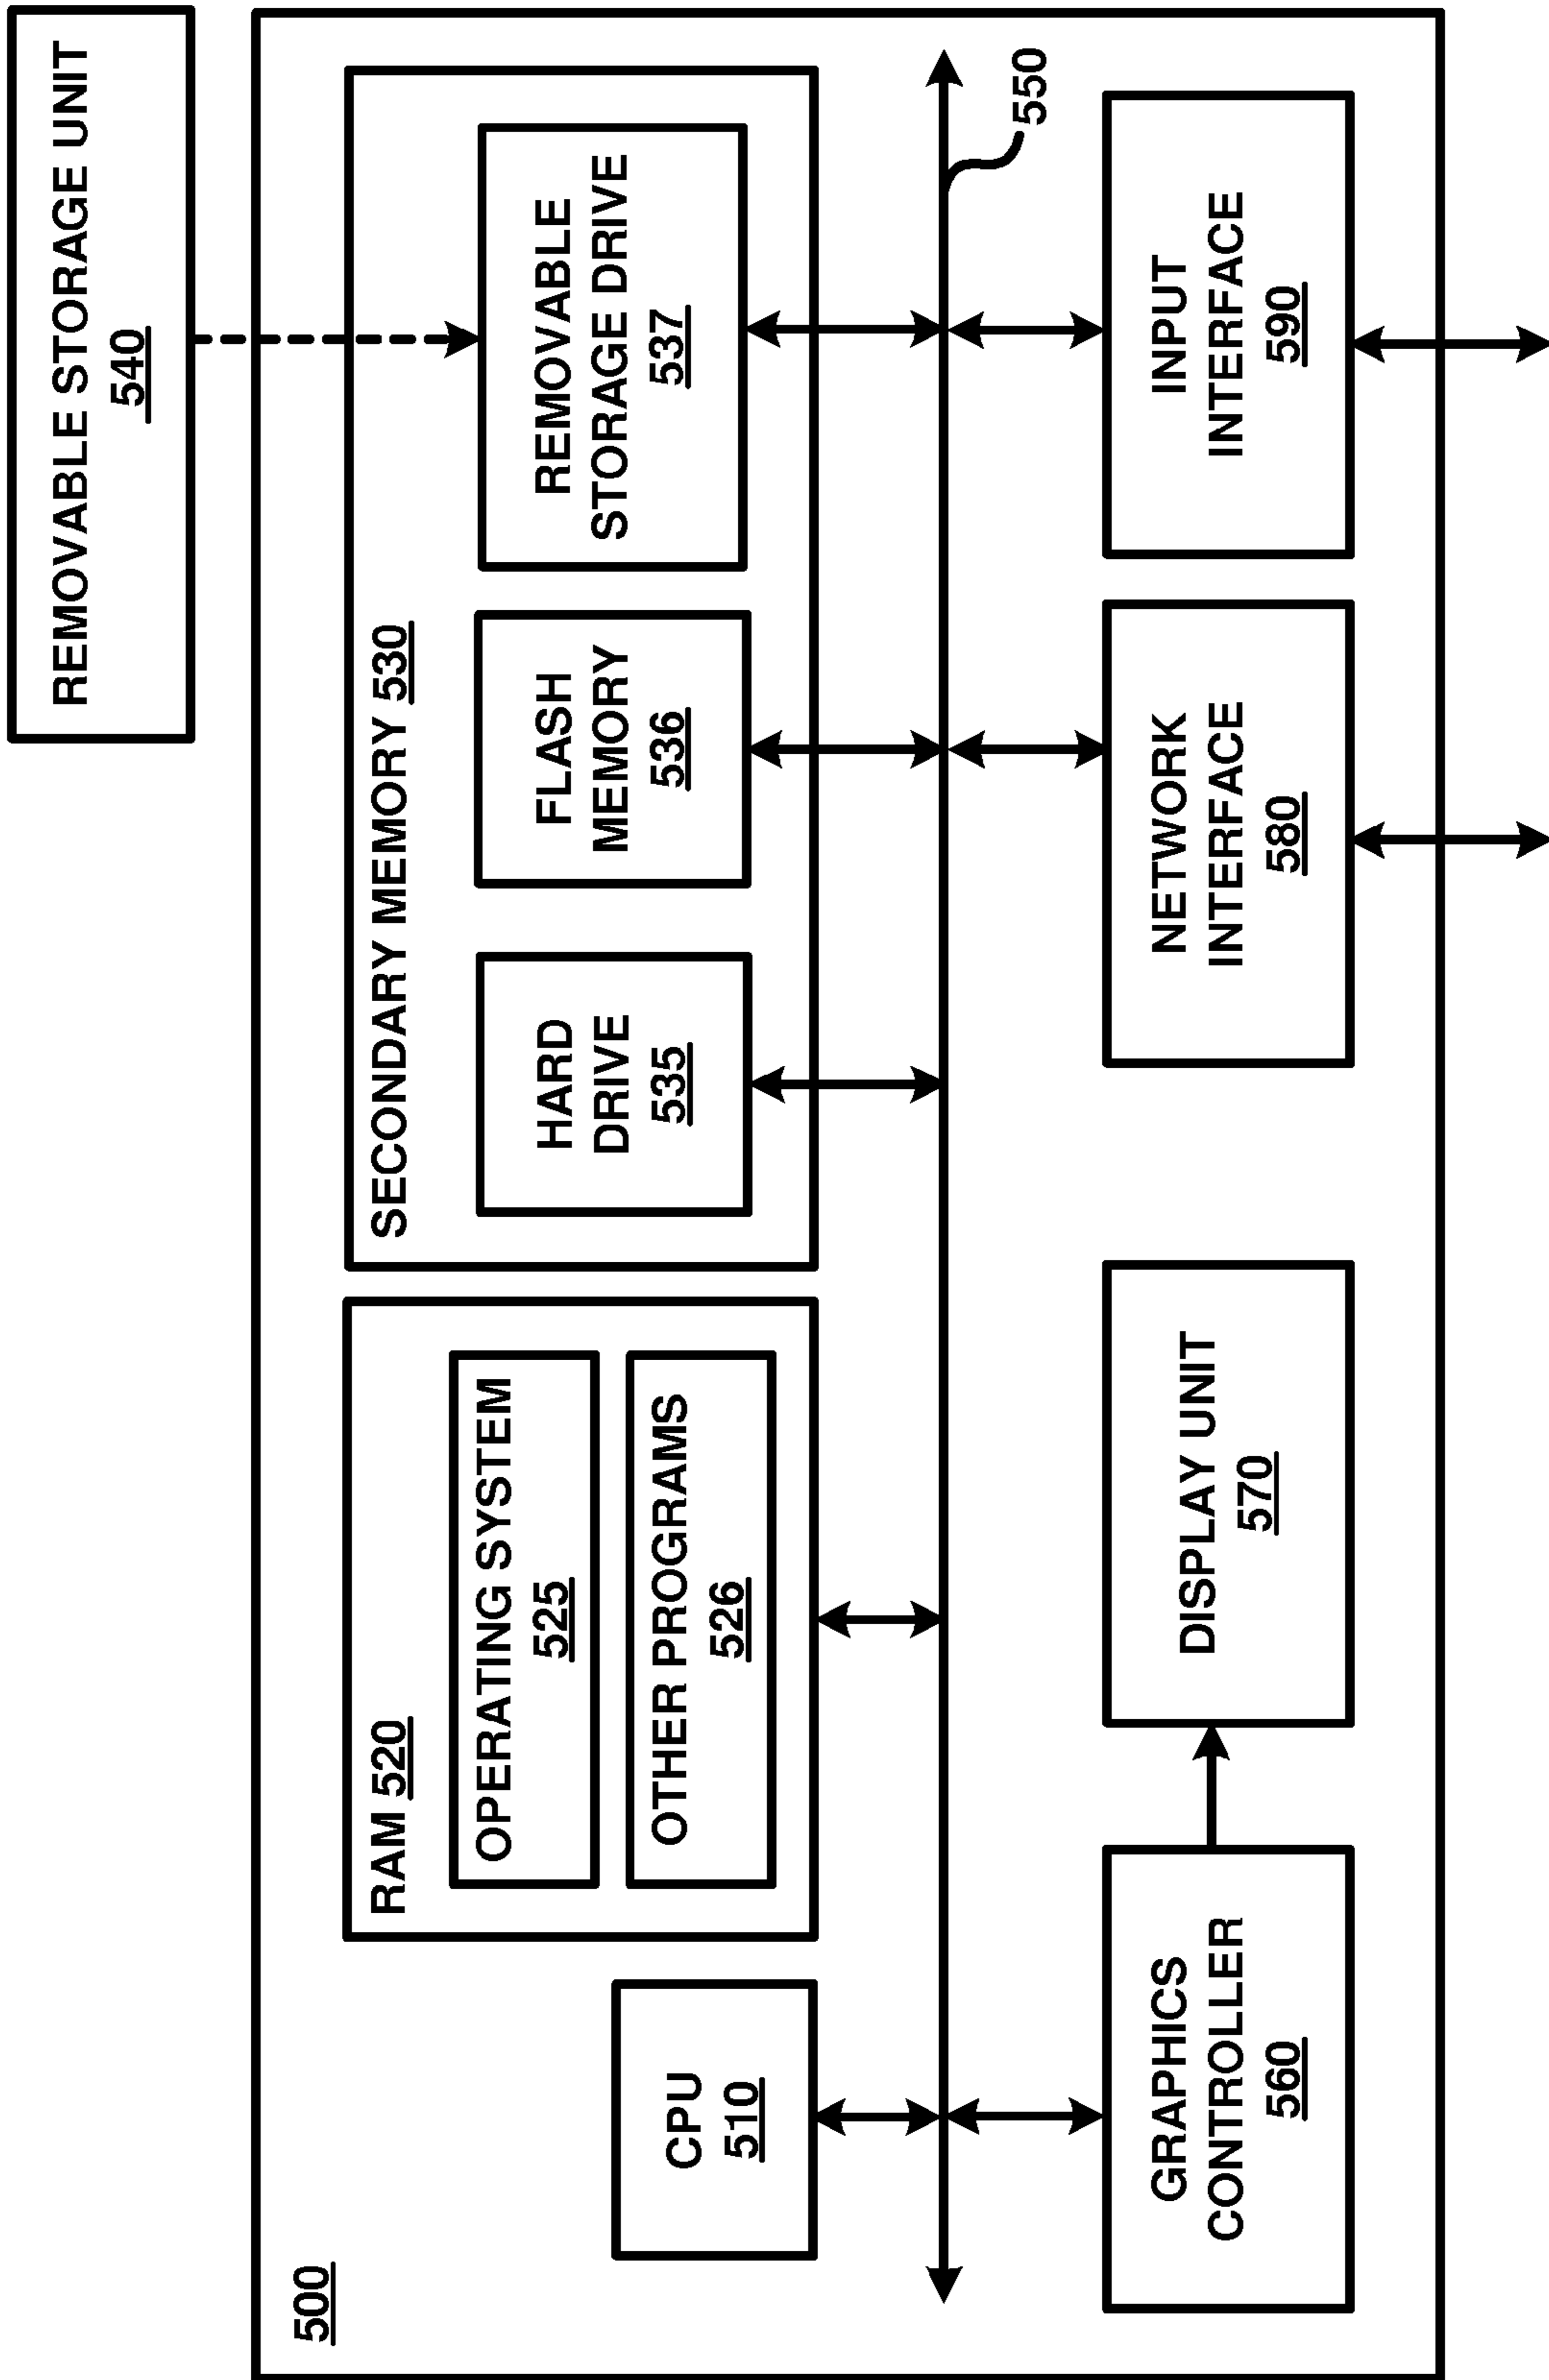 REMOVABLE STORAGE UNIT
540
500
RAM 520
OPERATING SYSTEM
525
OTHER PROGRAMS
526
SECONDARY MEMORY 530
HARD
DRIVE
535
FLASH
MEMORY
536
REMOVABLE
STORAGE DRIVE
537
CPU
510
550
GRAPHICS
CONTROLLER
560
DISPLAY UNIT
570
NETWORK
INTERFACE
580
INPUT
INTERFACE
590